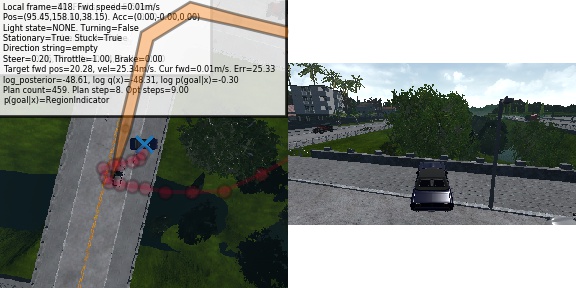 Local frame=418. Fwd speed=0.01m/s
Pos=(95.45,158.10,38.15). Acc=(0.00,-0.00,0.00)
Light state=NONE. Turning=False
Stationary=True. Stuck=True
Direction string=empty
Steer=0.20, Throttle=1.00, Brake=0.00
Target fwd pos=20.28, vel=25.34m/s. Cur fwd=0.01m/s. Err=25.33
log_posterior=-48.61, log q(x)=-48.31, log p(goal|x)=-0.30
Plan count=459. Plan step=8. Opt steps=9.00
p(goal|x)=RegionIndicator